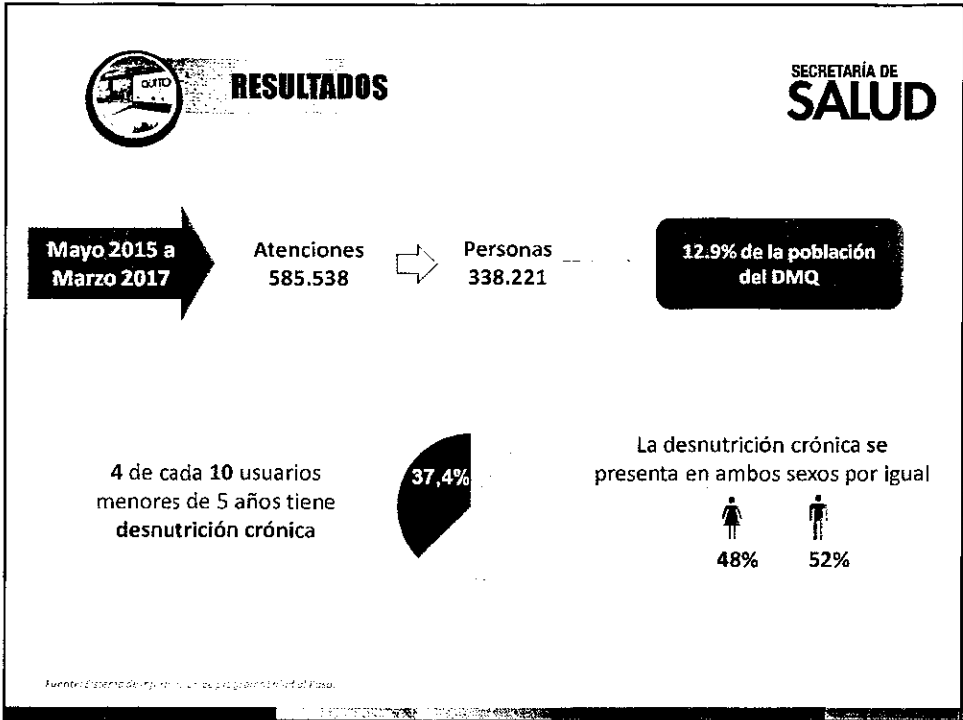 QUITO
RESULTADOS
SECRETARÍA DE
SALUD
Mayo 2015 a
Marzo 2017
Atenciones
585.538
Personas
338.221
12.9% de la población
del DMQ
4 de cada 10 usuarios
menores de 5 años tiene
desnutrición crónica
37,4%
La desnutrición crónica se
presenta en ambos sexos por igual
48% 52%
Fuente: